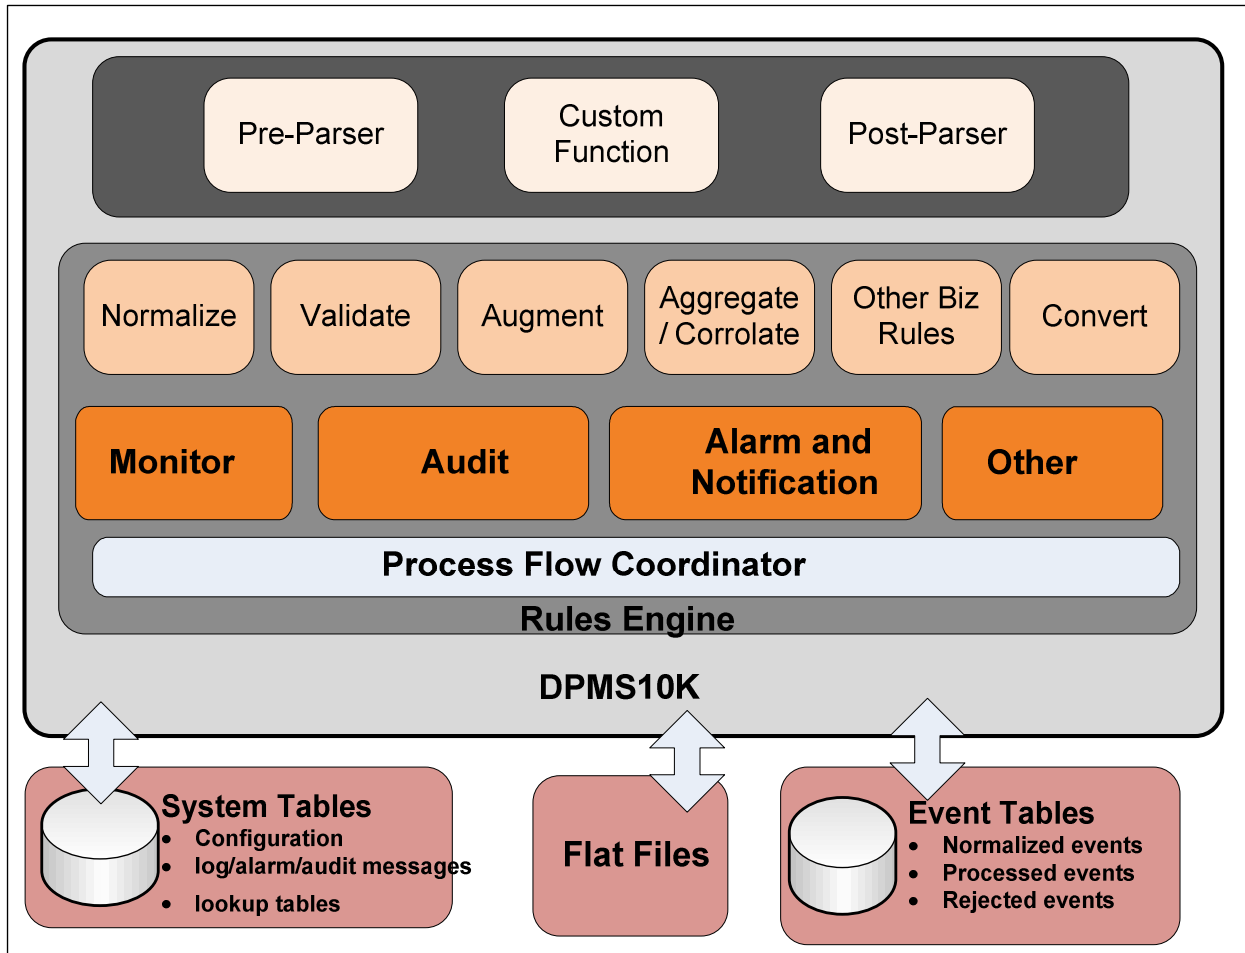 Pre-Parser
Custom
Function
Post-Parser
Normalize
Validate
Augment
Aggregate
/ Corrolate
Other Biz
Rules
Convert
Monitor
Audit
Alarm and
Notification
Other
Process Flow Coordinator
Rules Engine
DPMS10K
System Tables
• Configuration
• log/alarm/audit messages
• lookup tables
Flat Files
Event Tables
• Normalized events
• Processed events
• Rejected events